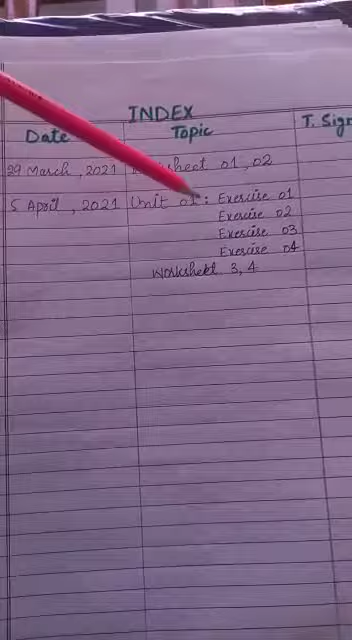 INDEX
Date Topic T. Sign
29 March, 2021 01, 02
5 April, 2021 Unit 01: Exercise 01
Exercise 02
Exercise 03
Exercise 04
Worksheet 3, 4